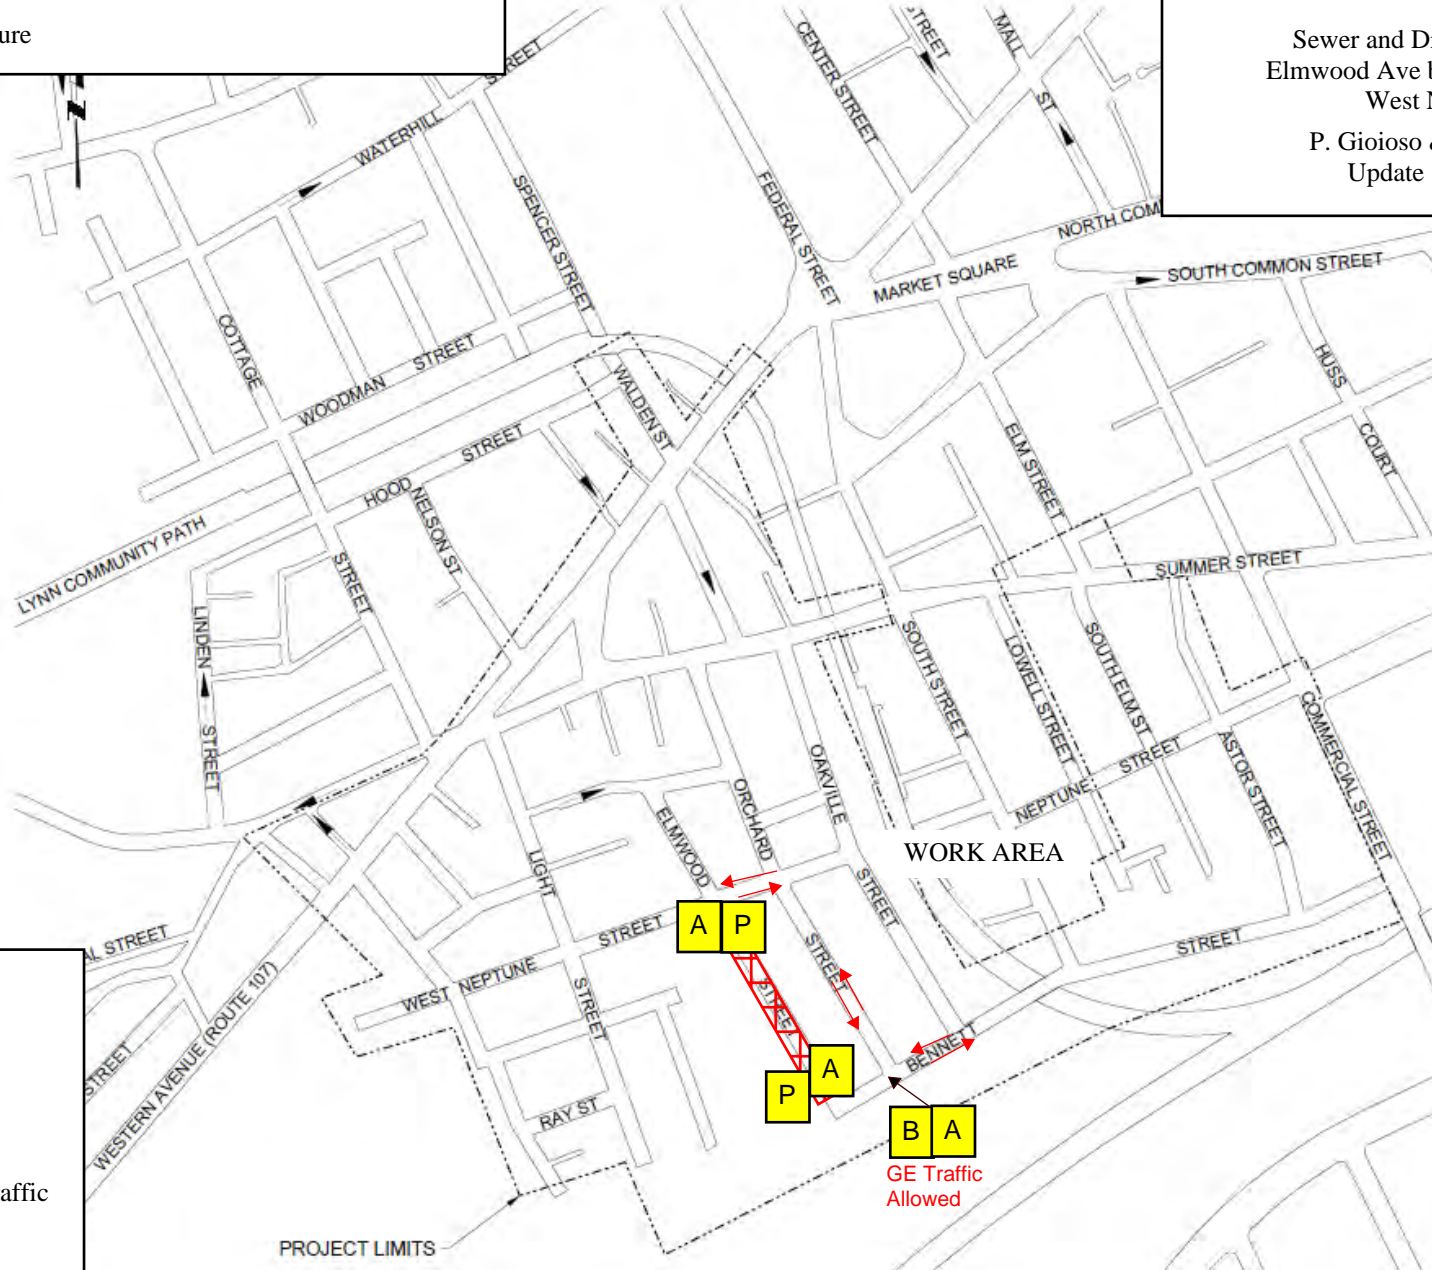 Sewer and
Elmwood Ave
West
P. Gioioso &
Update
N
STREET
WATERHILL
SPENCER STREET
CENTER STREET
MALL
ST
FEDERAL STREET
MARKET SQUARE
NORTH
SOUTH COMMON STREET
COTTAGE
STREET
WOODMAN STREET
WALDEN ST
HUSS
COURT
ELM STREET
HOOD STREET
NELSON ST
LYNN COMMUNITY PATH
LINDEN
STREET
SUMMER STREET
SOUTH STREET
LOWELL STREET
SOUTH ELM ST
COMMERCIAL STREET
NEPTUNE STREET
ASTOR STREET
OAKVILLE
STREET
ORCHARD
STREET
ELMWOOD
STREET
LIGHT
STREET
WORK AREA
A P
WEST NEPTUNE STREET
STREET
BENNETT
STREET
A
P
B A
GE Traffic
Allowed
RAY ST
WESTERN AVENUE (ROUTE 107)
STREET
PROJECT LIMITS